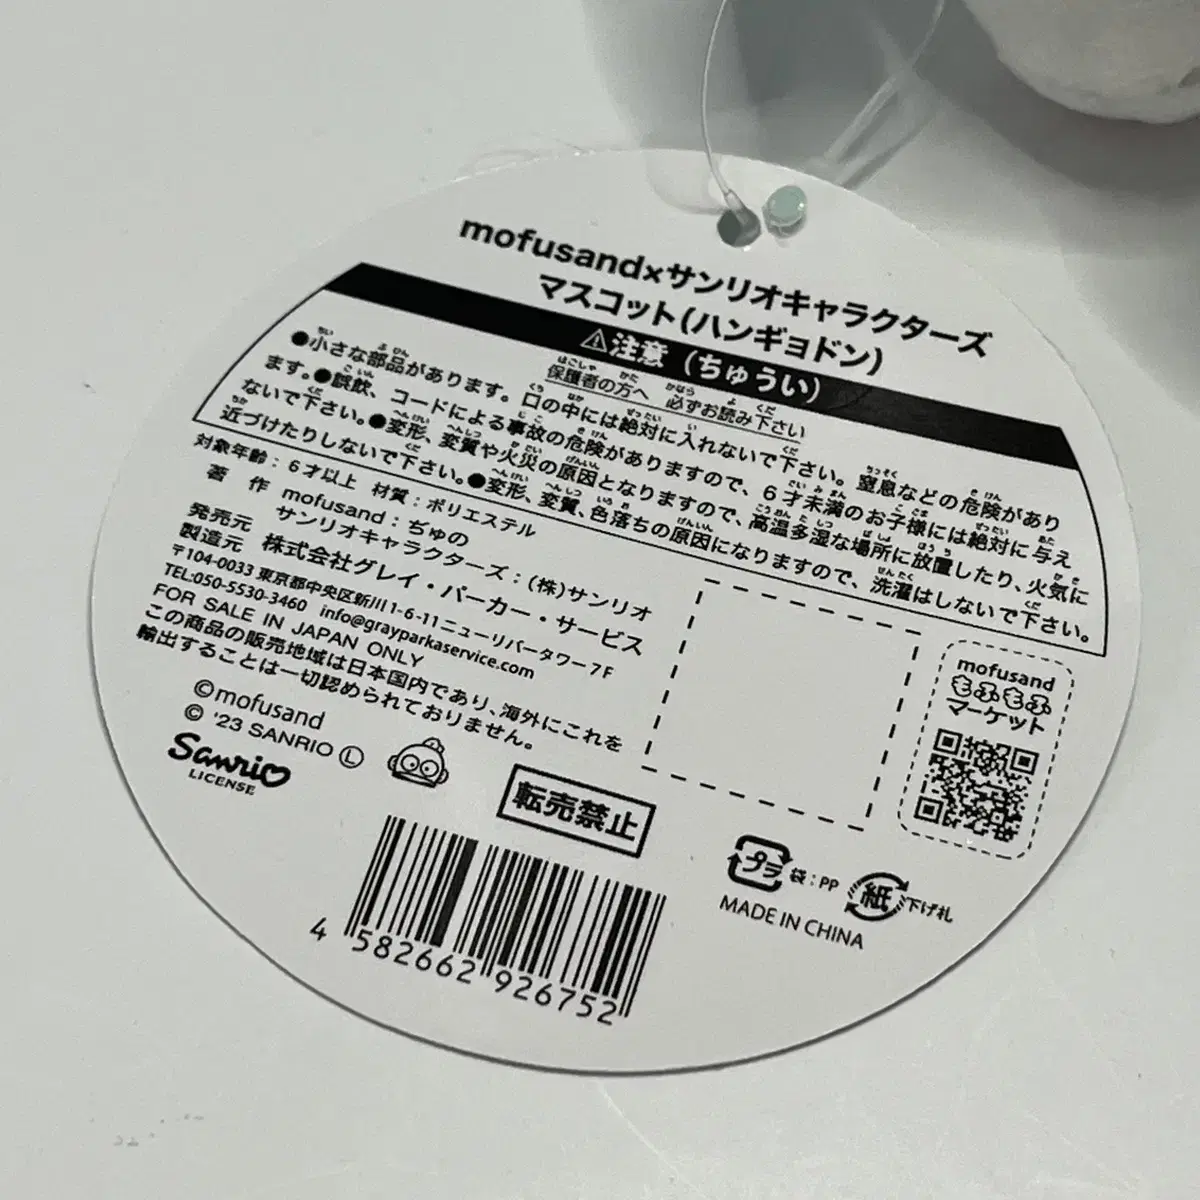 mofusand×サンリオキャラクターズ
マスコット(ハンギョドン)
⚠注意（ちゅうい）
保護者の方へ 必ずお読み下さい
●小さな部品があります。口の中には絶対に入れないで下さい。窒息などの危険があり
ます。●誤飲、コードによる事故の危険がありますので、6才未満のお子様には絶対に与え
ないで下さい。●変形、変質や火災の原因となりますので、高温多湿な場所に放置したり、火気に
近づけたりしないで下さい。●変形、変質、色落ちの原因になりますので、洗濯はしないで下さい。
対象年齢：6才以上 材質：ポリエステル
著 作 mofusand：ぢゅの
サンリオキャラクターズ：(株)サンリオ
発売元
製造元 株式会社グレイ・パーカー・サービス
〒104-0033 東京都中央区新川1-6-11ニューリバータワー7F
TEL:050-5530-3460 info@grayparkaservice.com
FOR SALE IN JAPAN ONLY
この商品の販売地域は日本国内であり、海外にこれを
輸出することは一切認められておりません。
©mofusand
© '23 SANRIO Ⓛ
Sanrio
LICENSE
転売禁止
mofusand
もふもふ
マーケット
プラ 袋：PP
紙 下げ札
MADE IN CHINA
4 582662 926752